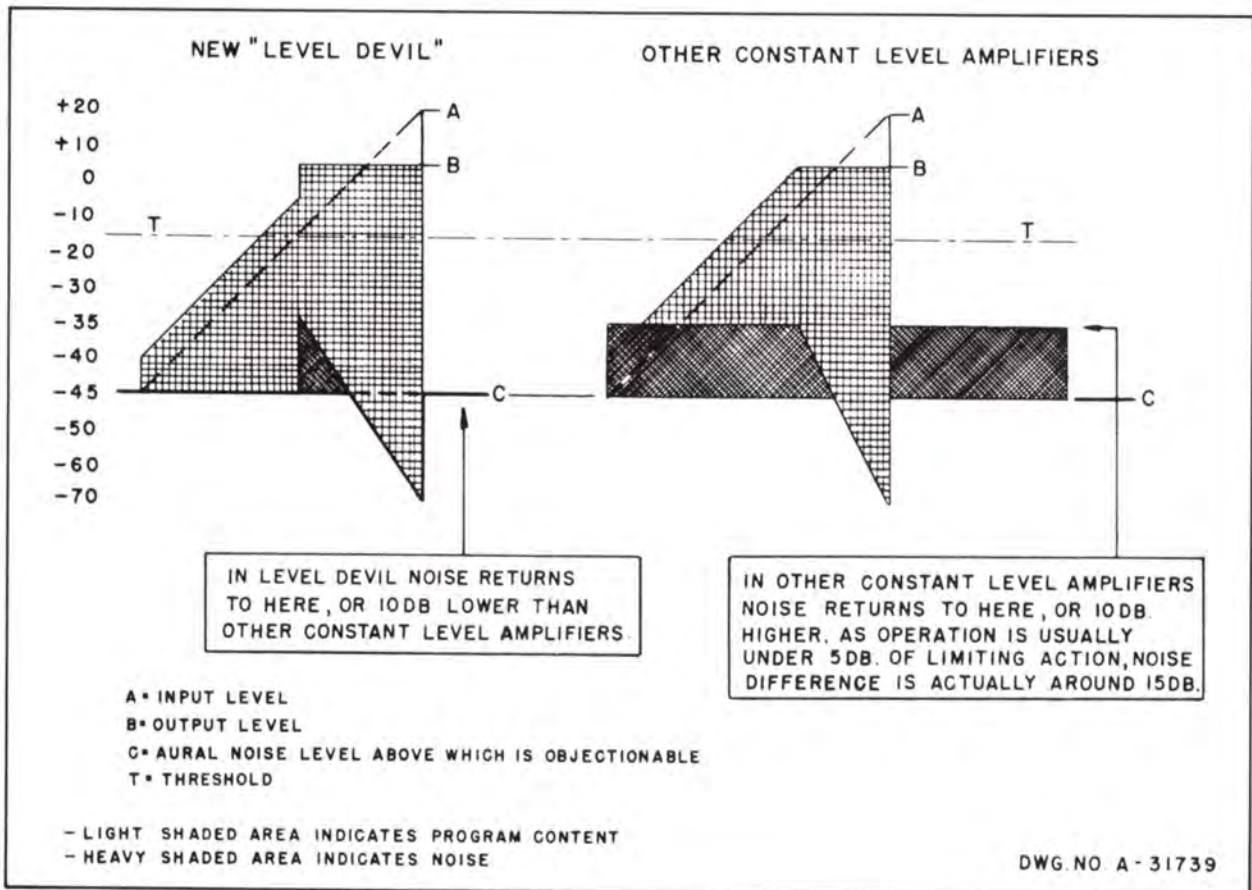 NEW "LEVEL DEVIL"
OTHER CONSTANT LEVEL AMPLIFIERS
+20
+10
0
-10
-20
-30
-35
-40
-45
-50
-60
-70
T
A
B
C
A
B
T
C
IN LEVEL DEVIL NOISE RETURNS
TO HERE, OR 10DB LOWER THAN
OTHER CONSTANT LEVEL AMPLIFIERS.
IN OTHER CONSTANT LEVEL AMPLIFIERS
NOISE RETURNS TO HERE, OR 10DB.
HIGHER. AS OPERATION IS USUALLY
UNDER 5DB. OF LIMITING ACTION, NOISE
DIFFERENCE IS ACTUALLY AROUND 15DB.
A= INPUT LEVEL
B= OUTPUT LEVEL
C= AURAL NOISE LEVEL ABOVE WHICH IS OBJECTIONABLE
T= THRESHOLD
- LIGHT SHADED AREA INDICATES PROGRAM CONTENT
- HEAVY SHADED AREA INDICATES NOISE
DWG. NO. A-31739